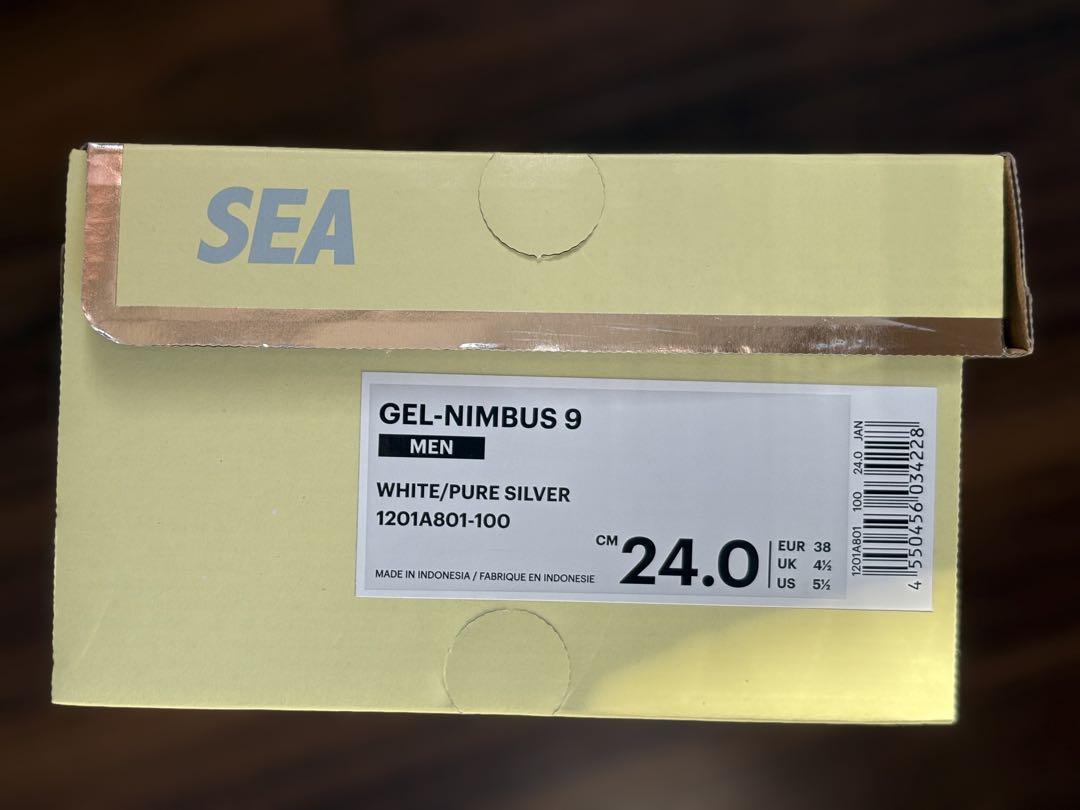 SEA
GEL-NIMBUS 9
MEN
WHITE/PURE SILVER
1201A801-100
CM 24.0
EUR 38
UK 4½
US 5½
MADE IN INDONESIA / FABRIQUE EN INDONESIE
1201A801 100 24.0 JAN
4 550456 034228